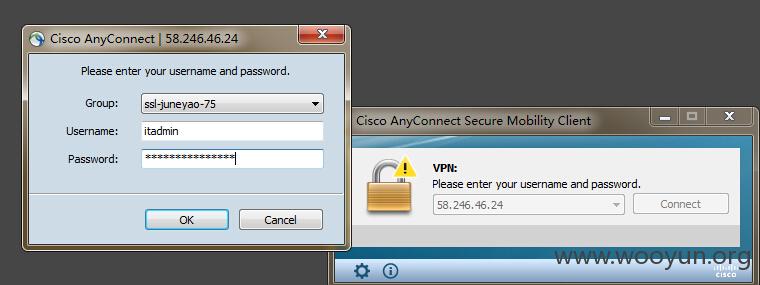 Cisco AnyConnect | 58.246.46.24
Please enter your username and password.
Group: ssl-juneyao-75
Username: itadmin
Password: ***************
OK Cancel
Cisco AnyConnect Secure Mobility Client
VPN:
Please enter your username and password.
58.246.46.24 Connect
www.wooyun.org
cisco